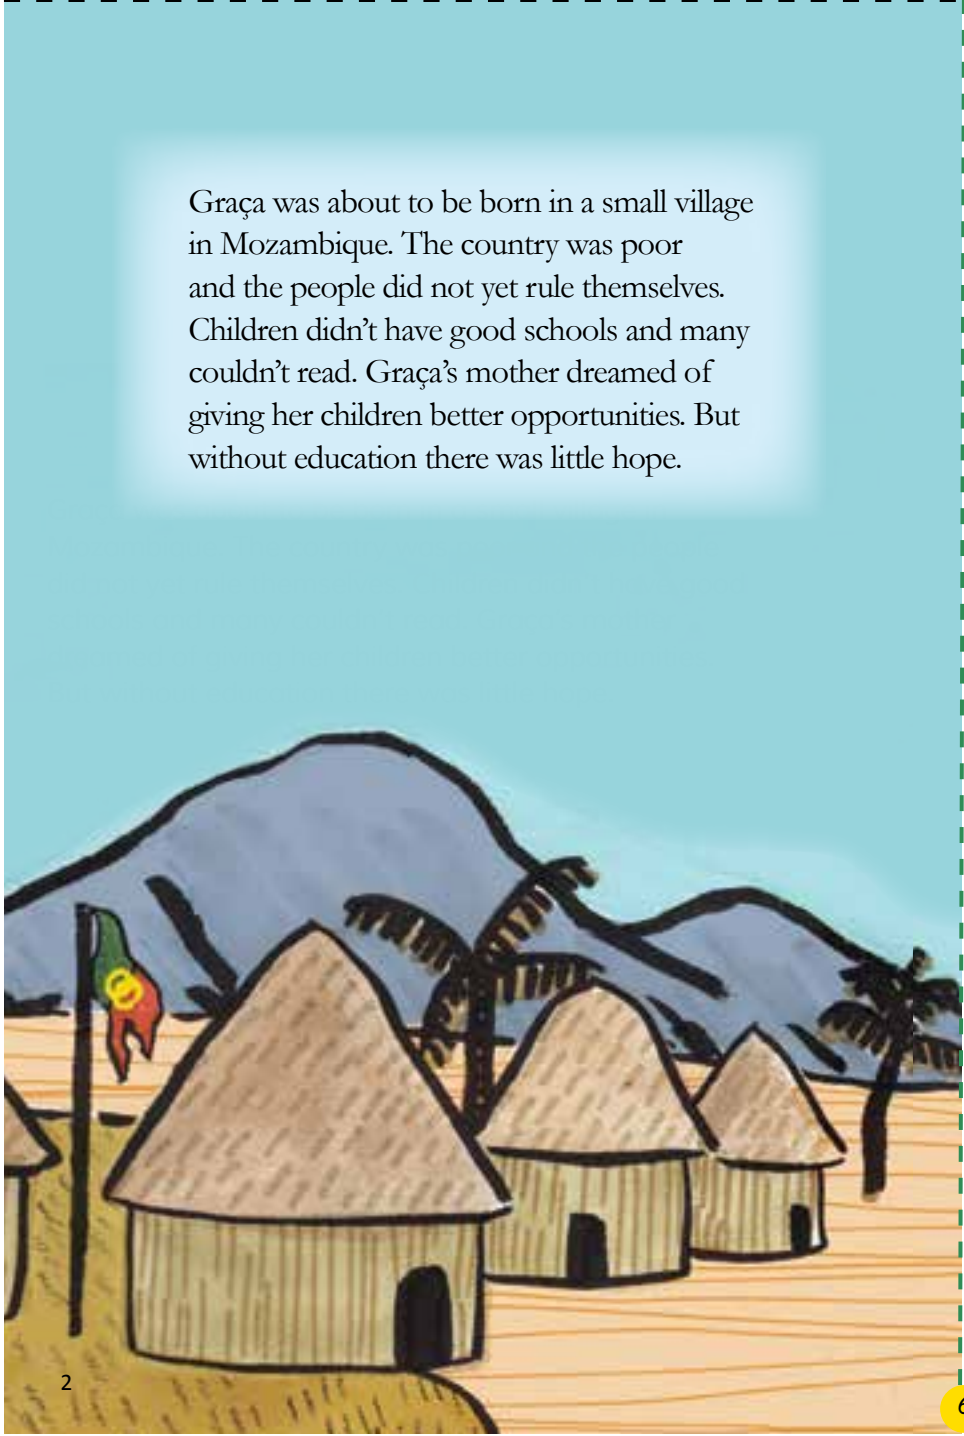 Graça was about to be born in a small village
in Mozambique. The country was poor
and the people did not yet rule themselves.
Children didn’t have good schools and many
couldn’t read. Graça’s mother dreamed of
giving her children better opportunities. But
without education there was little hope.
2